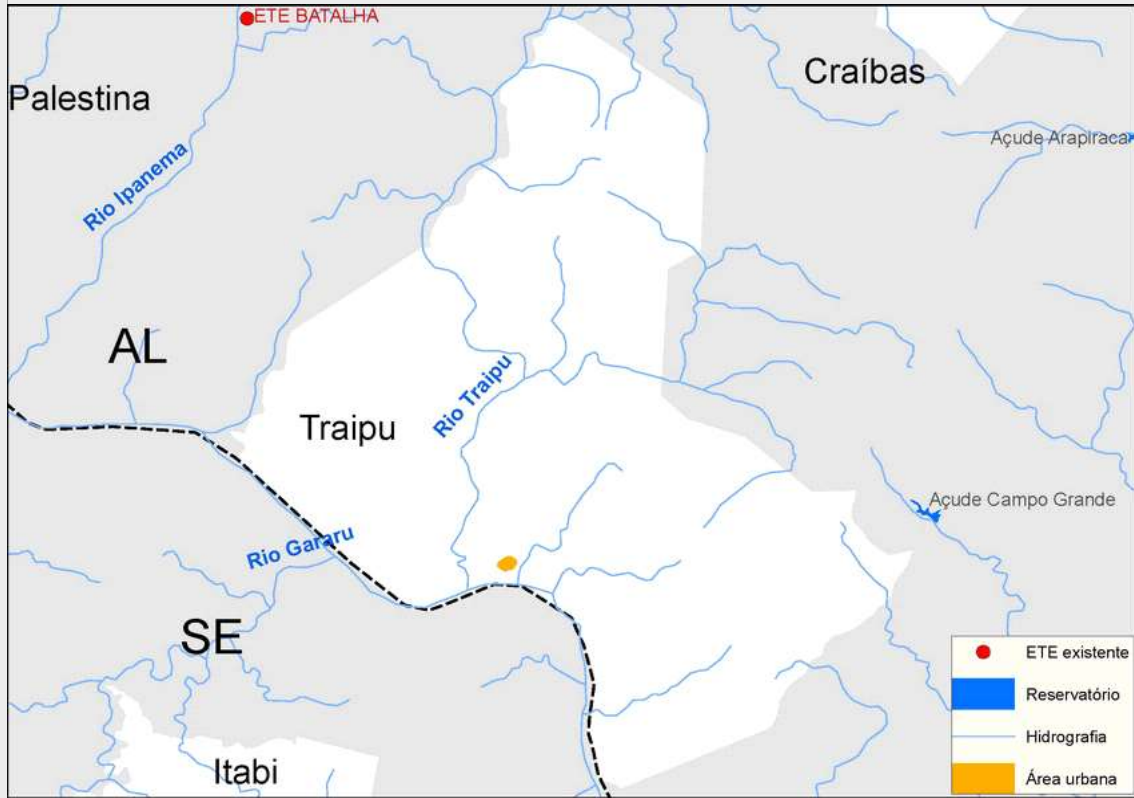 ETE BATALHA
Craíbas
Palestina
Açude Arapiraca
Rio Ipanema
AL
Rio Traipu
Traipu
Açude Campo Grande
Rio Gararu
SE
Itabi
ETE existente
Reservatório
Hidrografia
Área urbana